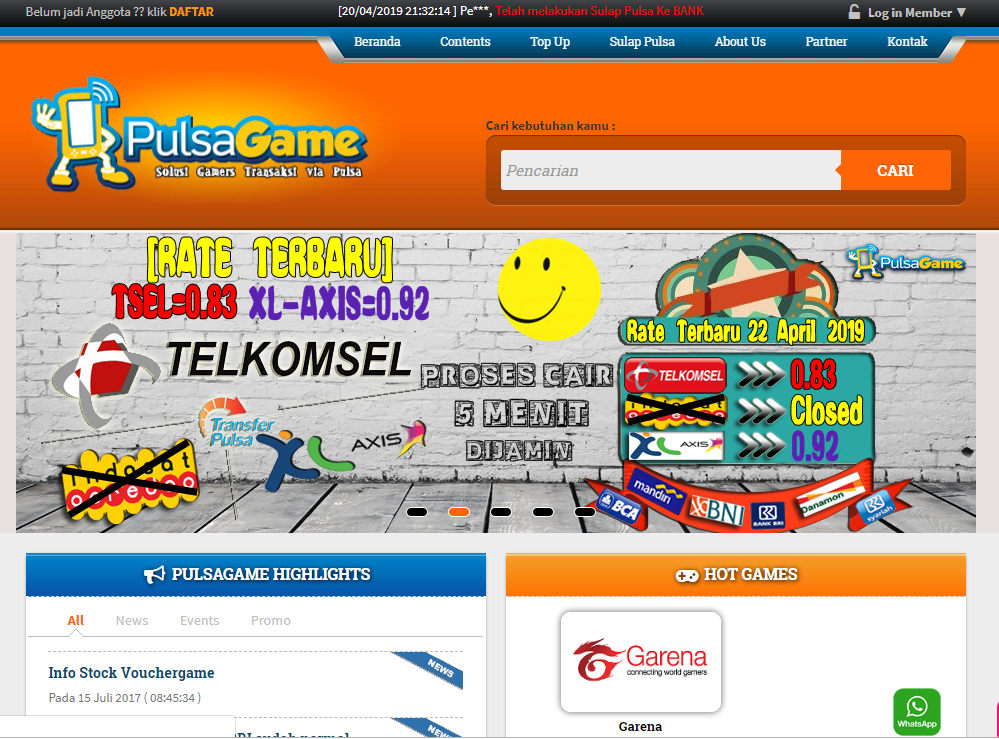 Belum jadi Anggota ?? klik DAFTAR
[20/04/2019 21:32:14 ] Pe***, Telah melakukan Sulap Pulsa Ke BANK
Log in Member ▼
Beranda Contents Top Up Sulap Pulsa About Us Partner Kontak
PulsaGame
Solusi Gamers Transaksi Via Pulsa
Cari kebutuhan kamu :
Pencarian
CARI
[RATE TERBARU]
TSEL=0.83 XL-AXIS=0.92
TELKOMSEL
Transfer
Pulsa
XL
AXIS
indosat
ooredoo
PROSES CAIR
5 MENIT
DIJAMIN
PulsaGame
Rate Terbaru 22 April 2019
TELKOMSEL 0.83
Closed
XL AXIS 0.92
BCA
mandiri
BNI
BANK BRI
Danamon
BRI
syariah
PULSAGAME HIGHLIGHTS
All News Events Promo
Info Stock Vouchergame
NEWS
Pada 15 Juli 2017 ( 08:45:34 )
NEWS
HOT GAMES
Garena
connecting world gamers
Garena
WhatsApp